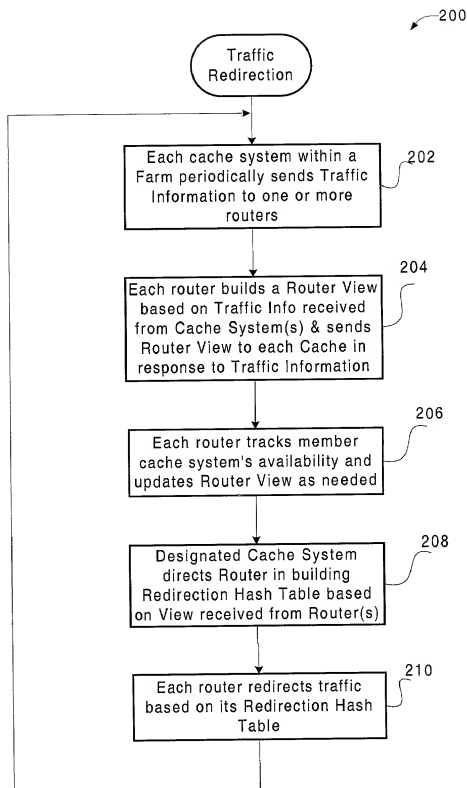 200
Traffic
Redirection
Each cache system within a
Farm periodically sends Traffic
Information to one or more
routers
202
Each router builds a Router View
based on Traffic Info received
from Cache System(s) & sends
Router View to each Cache in
response to Traffic Information
204
Each router tracks member
cache system's availability and
updates Router View as needed
206
Designated Cache System
directs Router in building
Redirection Hash Table based
on View received from Router(s)
208
Each router redirects traffic
based on its Redirection Hash
Table
210